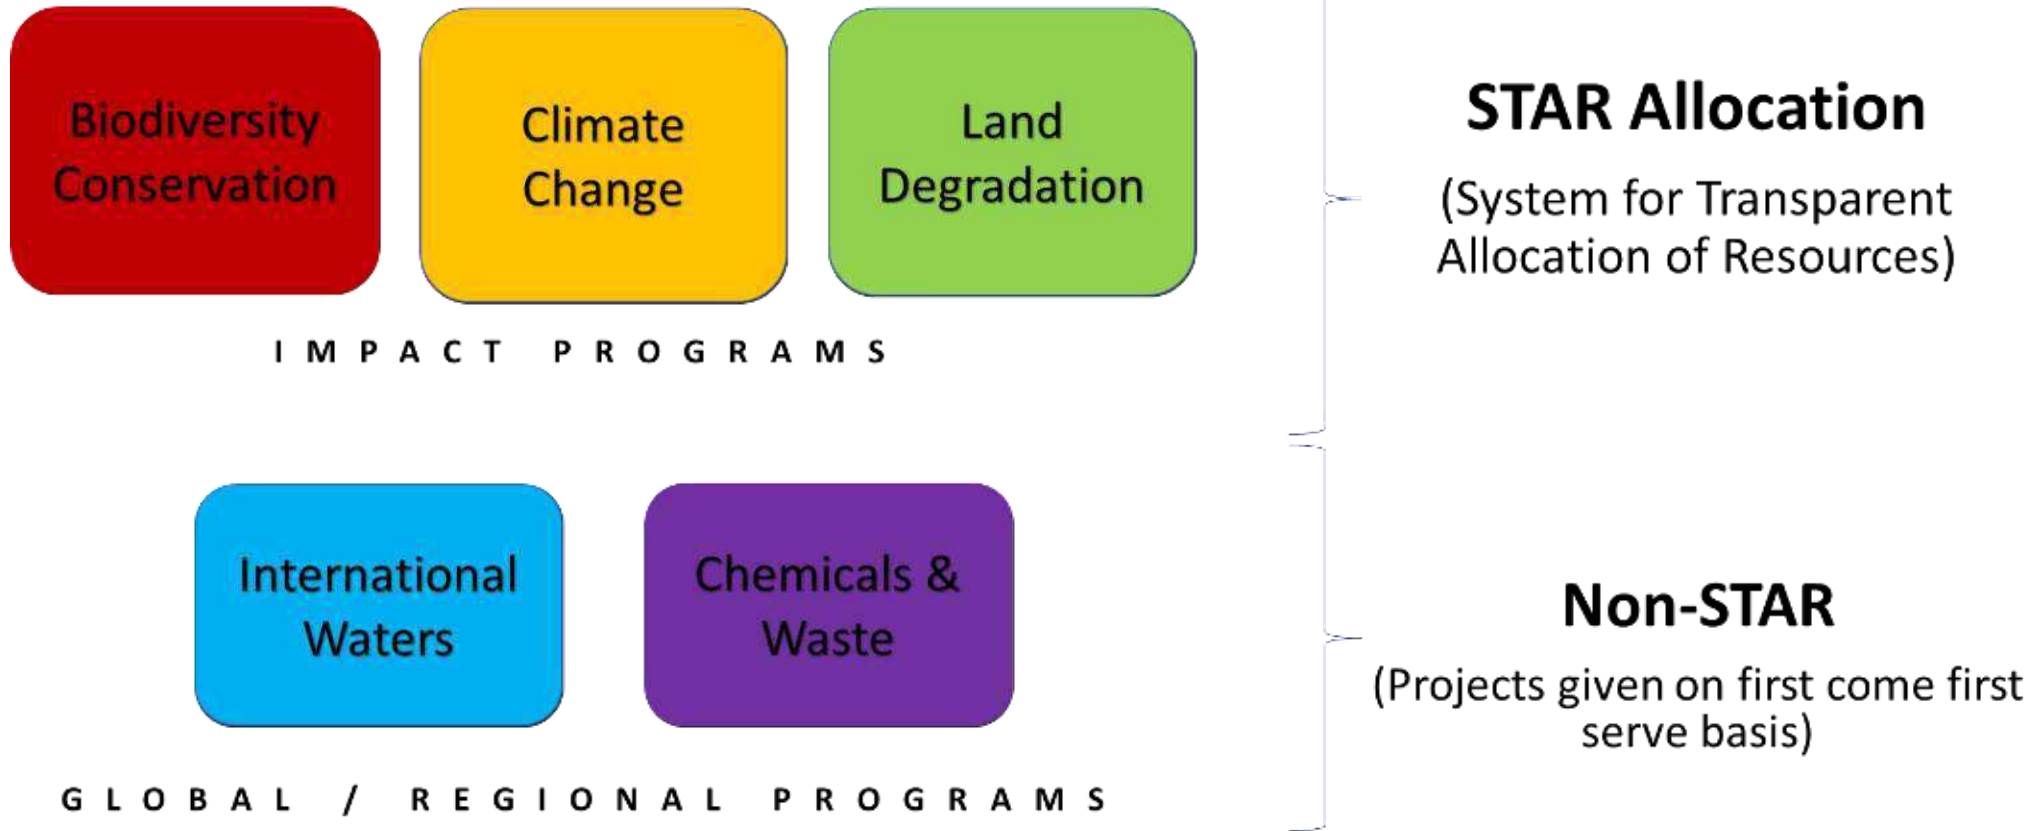 Biodiversity
Conservation
Climate
Change
Land
Degradation
STAR Allocation
(System for Transparent
Allocation of Resources)
IMPACT PROGRAMS
International
Waters
Chemicals &
Waste
Non-STAR
(Projects given on first come first
serve basis)
GLOBAL / REGIONAL PROGRAMS